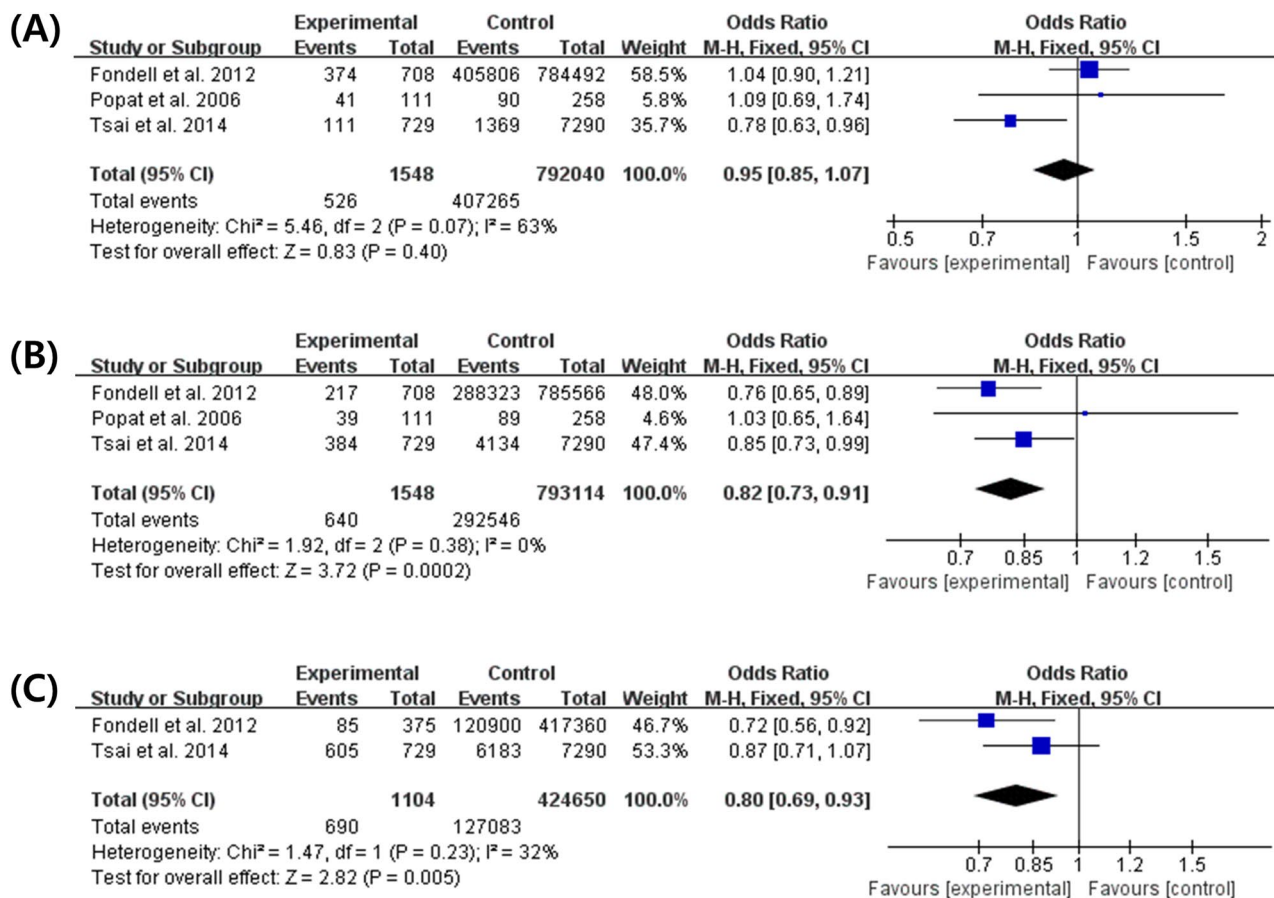 (A)
Experimental Control Odds Ratio Odds Ratio
Study or Subgroup Events Total Events Total Weight M-H, Fixed, 95% CI M-H, Fixed, 95% CI
Fondell et al. 2012 374 708 405806 784492 58.5% 1.04 [0.90, 1.21]
Popat et al. 2006 41 111 90 258 5.8% 1.09 [0.69, 1.74]
Tsai et al. 2014 111 729 1369 7290 35.7% 0.78 [0.63, 0.96]
Total (95% CI) 1548 792040 100.0% 0.95 [0.85, 1.07]
Total events 526 407265
Heterogeneity: Chi² = 5.46, df = 2 (P = 0.07); I² = 63%
Test for overall effect: Z = 0.83 (P = 0.40)
0.5 0.7 1 1.5 2
Favours [experimental] Favours [control]
(B)
Experimental Control Odds Ratio Odds Ratio
Study or Subgroup Events Total Events Total Weight M-H, Fixed, 95% CI M-H, Fixed, 95% CI
Fondell et al. 2012 217 708 288323 785566 48.0% 0.76 [0.65, 0.89]
Popat et al. 2006 39 111 89 258 4.6% 1.03 [0.65, 1.64]
Tsai et al. 2014 384 729 4134 7290 47.4% 0.85 [0.73, 0.99]
Total (95% CI) 1548 793114 100.0% 0.82 [0.73, 0.91]
Total events 640 292546
Heterogeneity: Chi² = 1.92, df = 2 (P = 0.38); I² = 0%
Test for overall effect: Z = 3.72 (P = 0.0002)
0.7 0.85 1 1.2 1.5
Favours [experimental] Favours [control]
(C)
Experimental Control Odds Ratio Odds Ratio
Study or Subgroup Events Total Events Total Weight M-H, Fixed, 95% CI M-H, Fixed, 95% CI
Fondell et al. 2012 85 375 120900 417360 46.7% 0.72 [0.56, 0.92]
Tsai et al. 2014 605 729 6183 7290 53.3% 0.87 [0.71, 1.07]
Total (95% CI) 1104 424650 100.0% 0.80 [0.69, 0.93]
Total events 690 127083
Heterogeneity: Chi² = 1.47, df = 1 (P = 0.23); I² = 32%
Test for overall effect: Z = 2.82 (P = 0.005)
0.7 0.85 1 1.2 1.5
Favours [experimental] Favours [control]